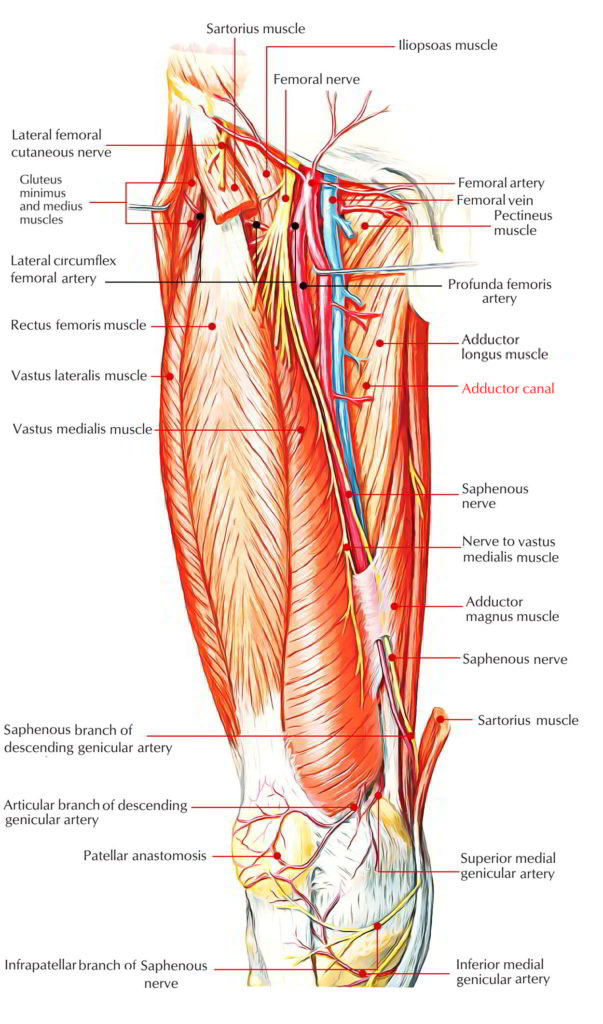 Sartorius muscle
Iliopsoas muscle
Femoral nerve
Lateral femoral
cutaneous nerve
Gluteus
minimus
and medius
muscles
Femoral artery
Femoral vein
Pectineus
muscle
Lateral circumflex
femoral artery
Profunda femoris
artery
Rectus femoris muscle
Adductor
longus muscle
Vastus lateralis muscle
Adductor canal
Vastus medialis muscle
Saphenous
nerve
Nerve to vastus
medialis muscle
Adductor
magnus muscle
Saphenous nerve
Sartorius muscle
Saphenous branch of
descending genicular artery
Articular branch of descending
genicular artery
Patellar anastomosis
Superior medial
genicular artery
Infrapatellar branch of Saphenous
nerve
Inferior medial
genicular artery